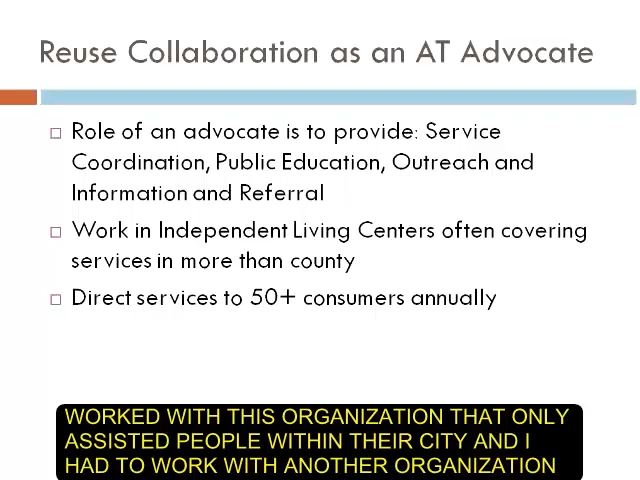 Reuse Collaboration as an AT Advocate
Role of an advocate is to provide: Service
Coordination, Public Education, Outreach and
Information and Referral
Work in Independent Living Centers often covering
services in more than county
Direct services to 50+ consumers annually
WORKED WITH THIS ORGANIZATION THAT ONLY
ASSISTED PEOPLE WITHIN THEIR CITY AND I
HAD TO WORK WITH ANOTHER ORGANIZATION